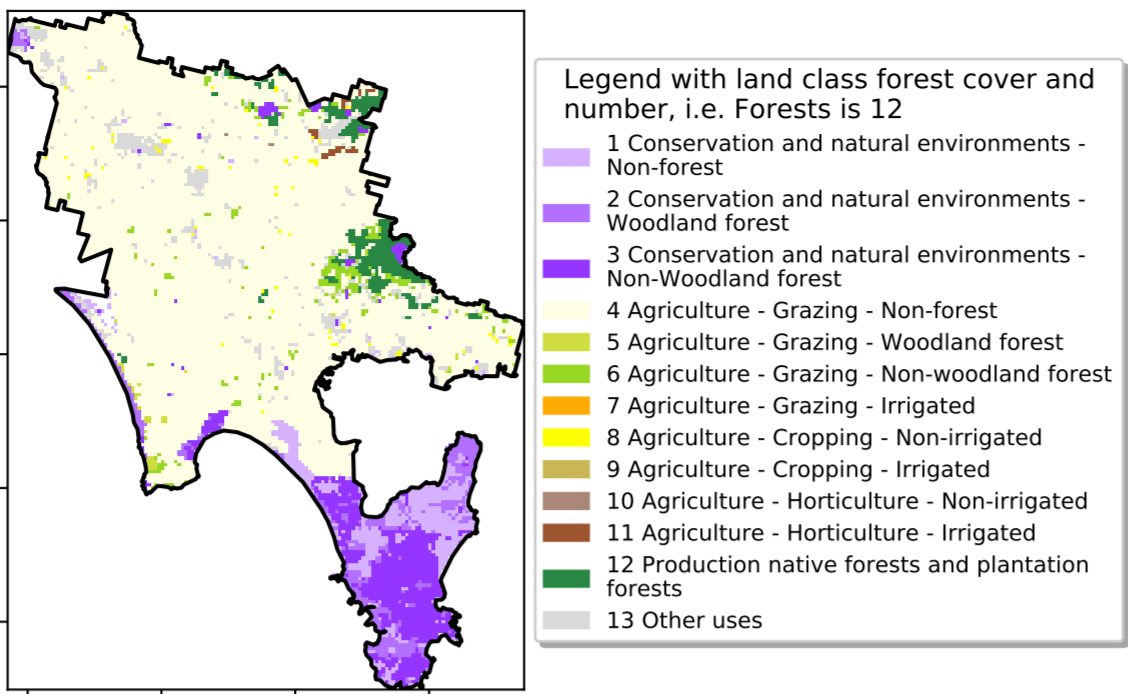 Legend with land class forest cover and
number, i.e. Forests is 12
1 Conservation and natural environments -
Non-forest
2 Conservation and natural environments -
Woodland forest
3 Conservation and natural environments -
Non-Woodland forest
4 Agriculture - Grazing - Non-forest
5 Agriculture - Grazing - Woodland forest
6 Agriculture - Grazing - Non-woodland forest
7 Agriculture - Grazing - Irrigated
8 Agriculture - Cropping - Non-irrigated
9 Agriculture - Cropping - Irrigated
10 Agriculture - Horticulture - Non-irrigated
11 Agriculture - Horticulture - Irrigated
12 Production native forests and plantation
forests
13 Other uses